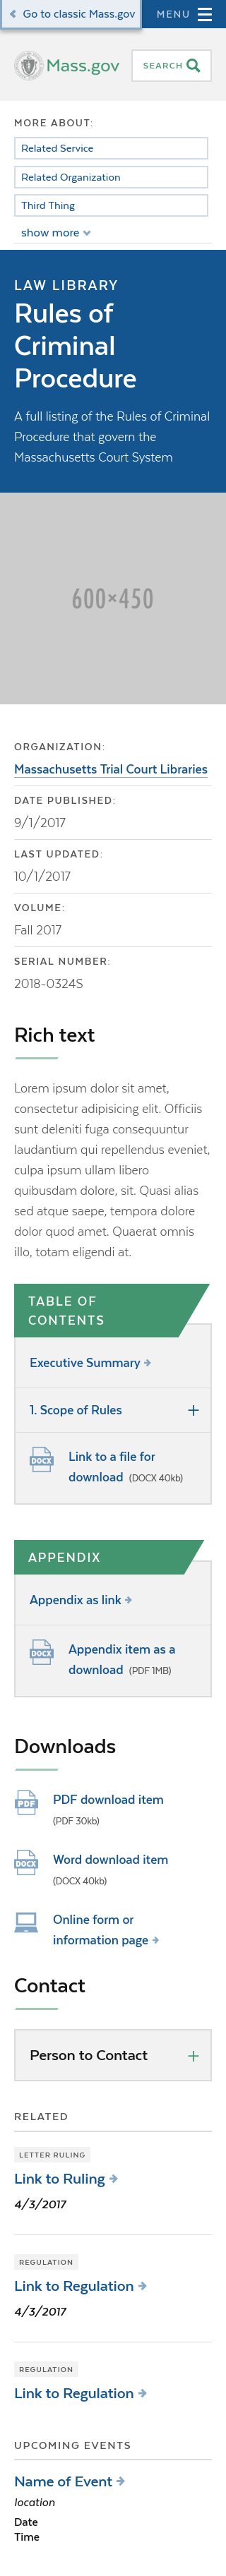 Go to classic Mass.gov
MENU
Mass.gov
SEARCH
MORE ABOUT:
Related Service
Related Organization
Third Thing
show more
LAW LIBRARY
Rules of
Criminal
Procedure
A full listing of the Rules of Criminal
Procedure that govern the
Massachusetts Court System
600×450
ORGANIZATION:
Massachusetts Trial Court Libraries
DATE PUBLISHED:
9/1/2017
LAST UPDATED:
10/1/2017
VOLUME:
Fall 2017
SERIAL NUMBER:
2018-0324S
Rich text
Lorem ipsum dolor sit amet,
consectetur adipisicing elit. Officiis
sunt deleniti fuga consequuntur
laudantium qui repellendus eveniet,
culpa ipsum ullam libero
quibusdam dolore, sit. Quasi alias
sed atque saepe, tempora dolore
dolor quod amet. Quaerat omnis
illo, totam eligendi at.
TABLE OF
CONTENTS
Executive Summary
1. Scope of Rules
DOCX
Link to a file for
download (DOCX 40kb)
APPENDIX
Appendix as link
DOCX
Appendix item as a
download (PDF 1MB)
Downloads
PDF
PDF download item
(PDF 30kb)
DOCX
Word download item
(DOCX 40kb)
Online form or
information page
Contact
Person to Contact
RELATED
LETTER RULING
Link to Ruling
4/3/2017
REGULATION
Link to Regulation
4/3/2017
REGULATION
Link to Regulation
UPCOMING EVENTS
Name of Event
location
Date
Time